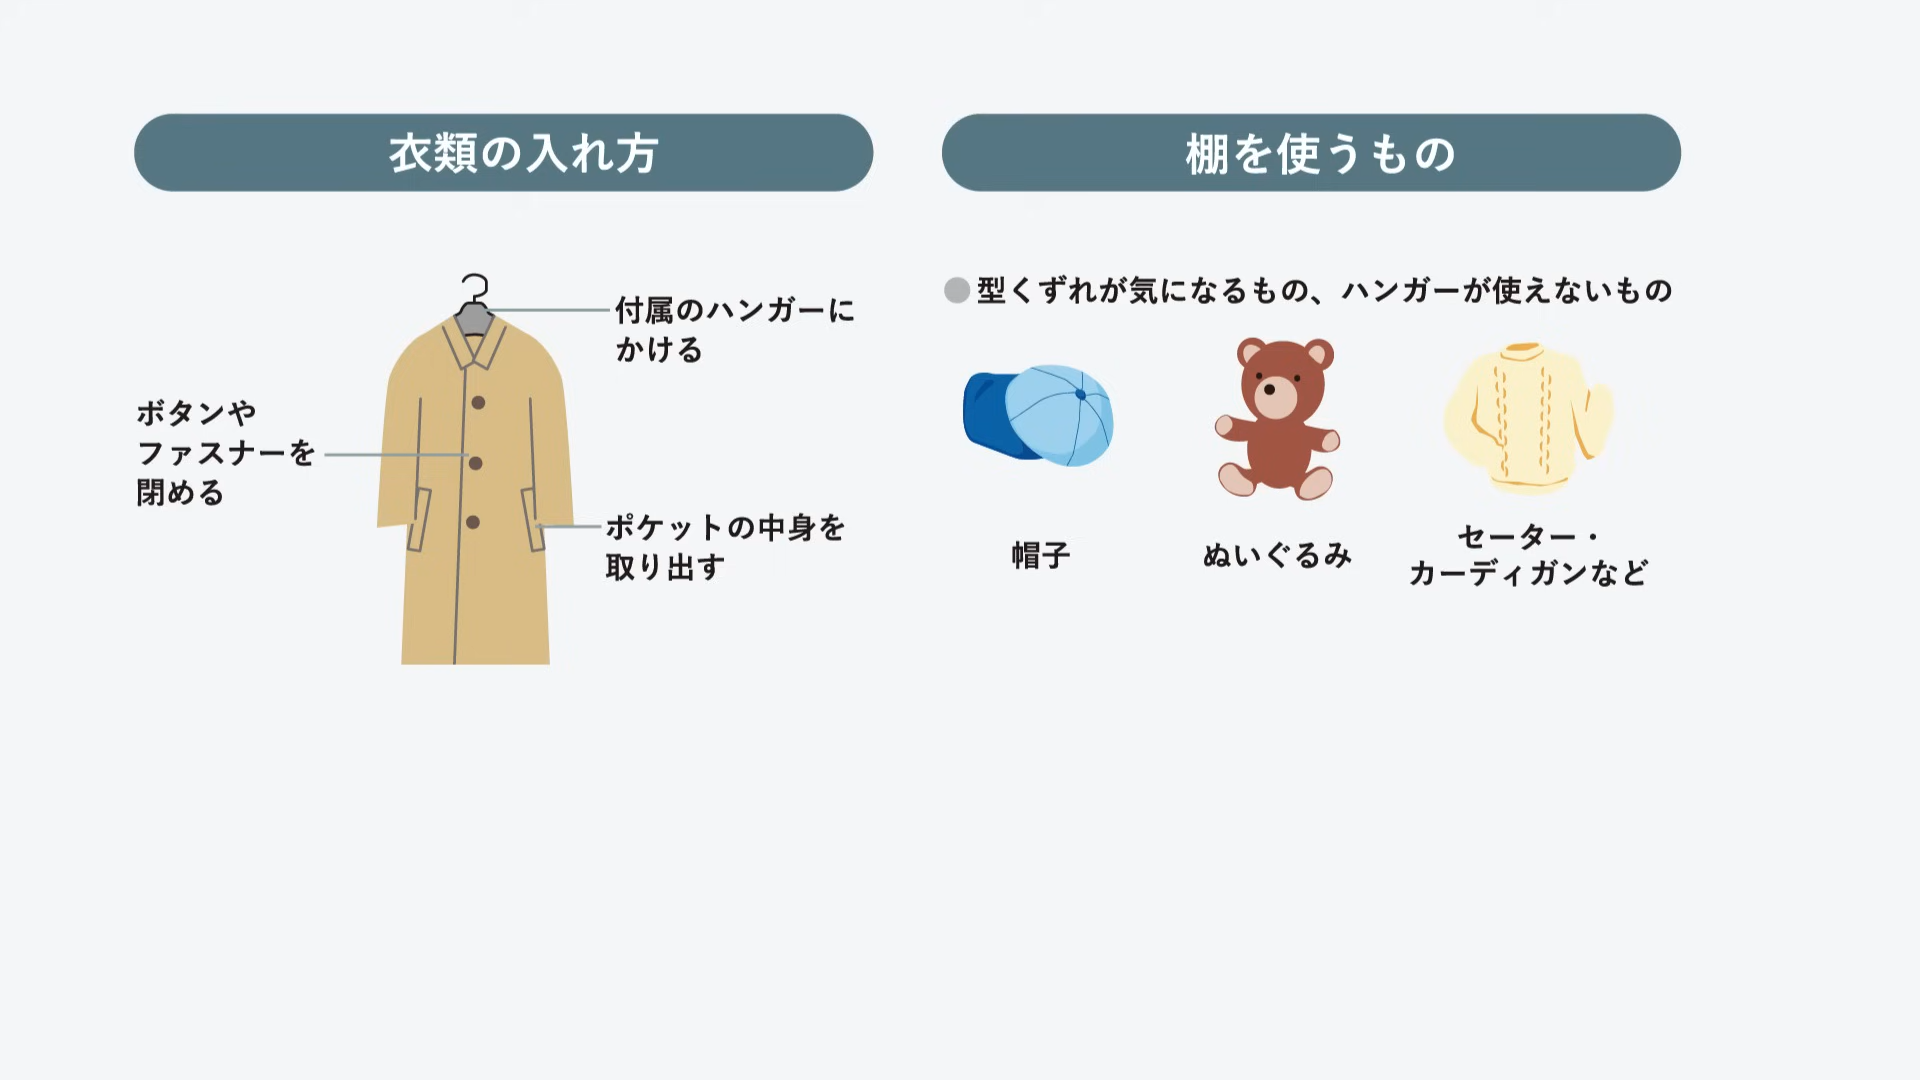 衣類の入れ方
付属のハンガーに
かける
ボタンや
ファスナーを
閉める
ポケットの中身を
取り出す
棚を使うもの
型くずれが気になるもの、ハンガーが使えないもの
帽子
ぬいぐるみ
セーター・
カーディガンなど